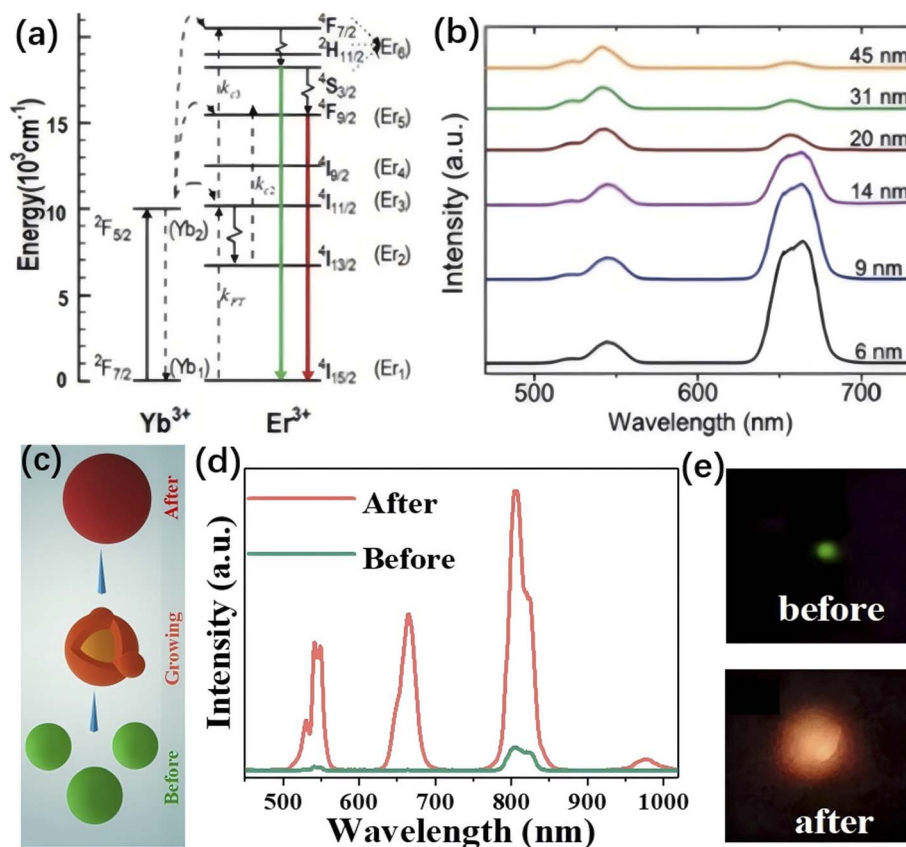 (a)
Energy(10³cm⁻¹)
15
10
5
0
⁴F₇/₂
²H₁₁/₂
(Er₆)
⁴S₃/₂
⁴F₉/₂
(Er₅)
⁴I₉/₂
(Er₄)
⁴I₁₁/₂
(Er₃)
⁴I₁₃/₂
(Er₂)
⁴I₁₅/₂
(Er₁)
k_c3
k_c2
k_PT
²F₅/₂
(Yb₂)
²F₇/₂
(Yb₁)
Yb³⁺
Er³⁺
(b)
Intensity (a.u.)
45 nm
31 nm
20 nm
14 nm
9 nm
6 nm
500
600
700
Wavelength (nm)
(c)
After
Growing
Before
(d)
Intensity (a.u.)
After
Before
500
600
700
800
900
1000
Wavelength (nm)
(e)
before
after